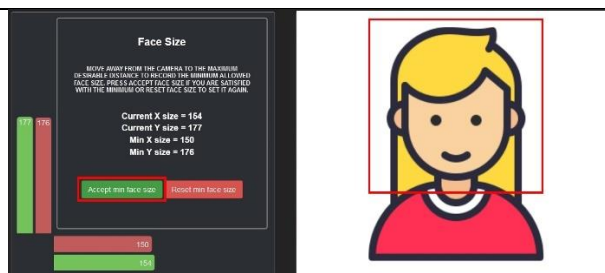 Face Size
MOVE AWAY FROM THE CAMERA TO THE MAXIMUM
DESIRABLE DISTANCE TO RECORD THE MINIMUM ALLOWED
FACE SIZE. PRESS ACCEPT FACE SIZE IF YOU ARE SATISFIED
WITH THE MINIMUM OR RESET FACE SIZE TO SET IT AGAIN.
Current X size = 154
Current Y size = 177
Min X size = 150
Min Y size = 176
177 176
Accept min face size Reset min face size
150
154